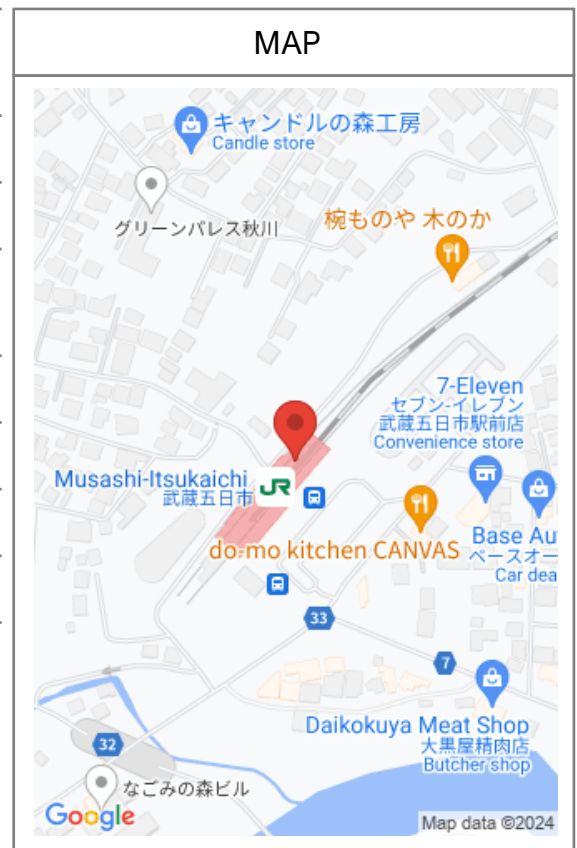 MAP
キャンドルの森工房
Candle store
グリーンパレス秋川
椀ものや 木のか
7-Eleven
セブン-イレブン
武蔵五日市駅前店
Convenience store
Musashi-Itsukaichi
武蔵五日市
JR
do-mo kitchen CANVAS
Base Au
ベースオー
Car dea
33
7
Daikokuya Meat Shop
大黒屋精肉店
Butcher shop
32
なごみの森ビル
Google
Map data ©2024